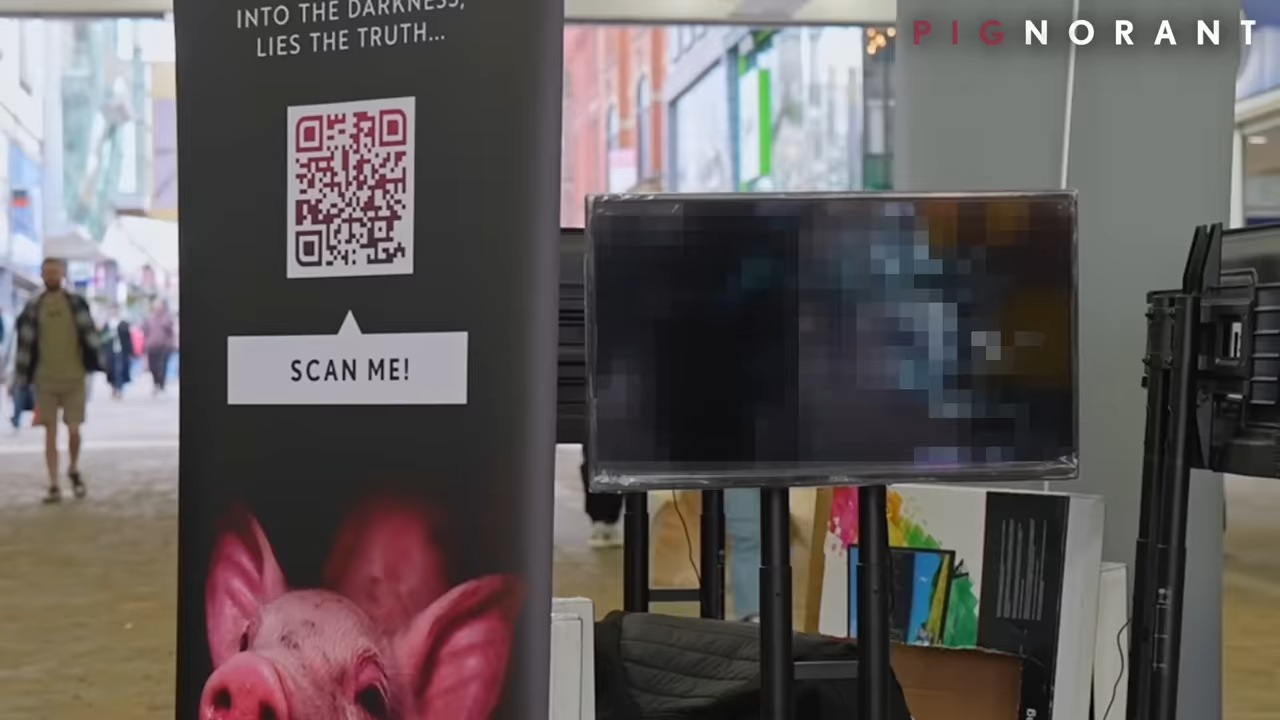 INTO THE DARKNESS,
LIES THE TRUTH...
SCAN ME!
PIGNORANT